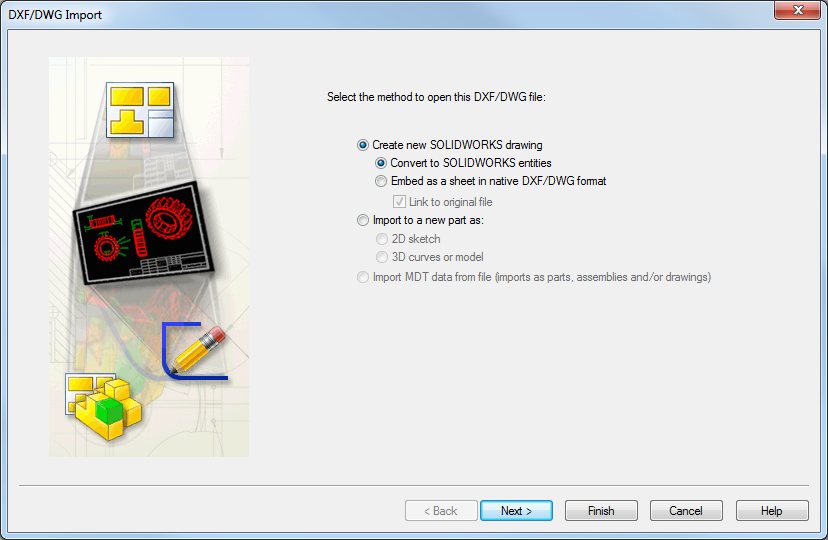 DXF/DWG Import
Select the method to open this DXF/DWG file:
Create new SOLIDWORKS drawing
Convert to SOLIDWORKS entities
Embed as a sheet in native DXF/DWG format
Link to original file
Import to a new part as:
2D sketch
3D curves or model
Import MDT data from file (imports as parts, assemblies and/or drawings)
< Back
Next >
Finish
Cancel
Help